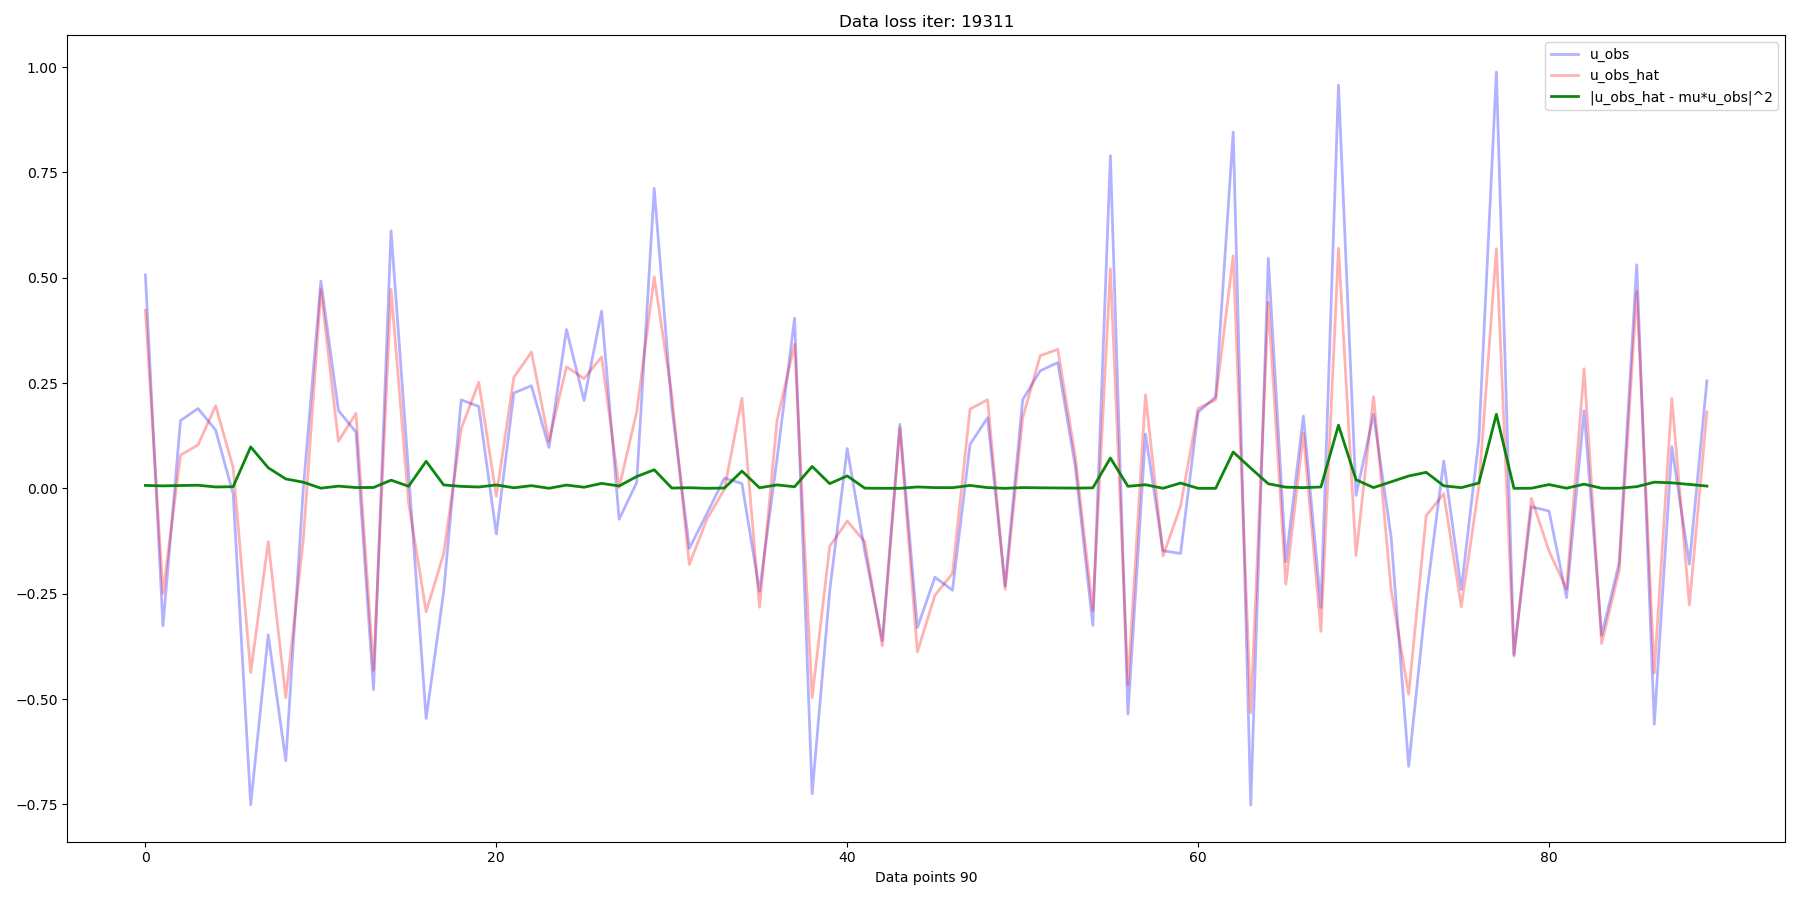 Data loss iter: 19311
u_obs
u_obs_hat
|u_obs_hat - mu*u_obs|^2
1.00
0.75
0.50
0.25
0.00
−0.25
−0.50
−0.75
0 20 40 60 80
Data points 90